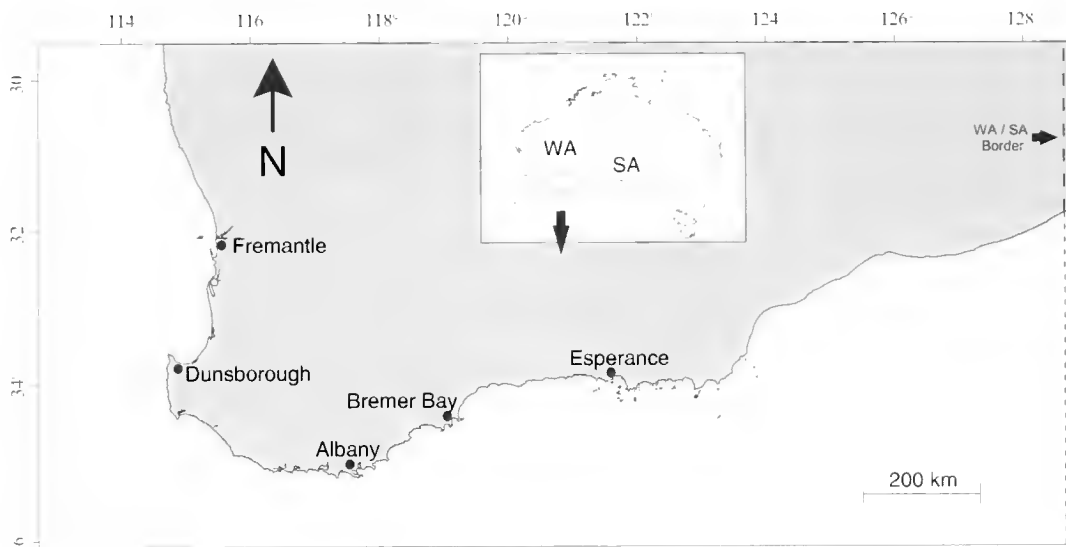 114
116·
118·
120·
122·
124
126·
128·
30
WA / SA
Border
WA
SA
N
32
Fremantle
Dunsborough
Esperance
34
Bremer Bay
Albany
200 km